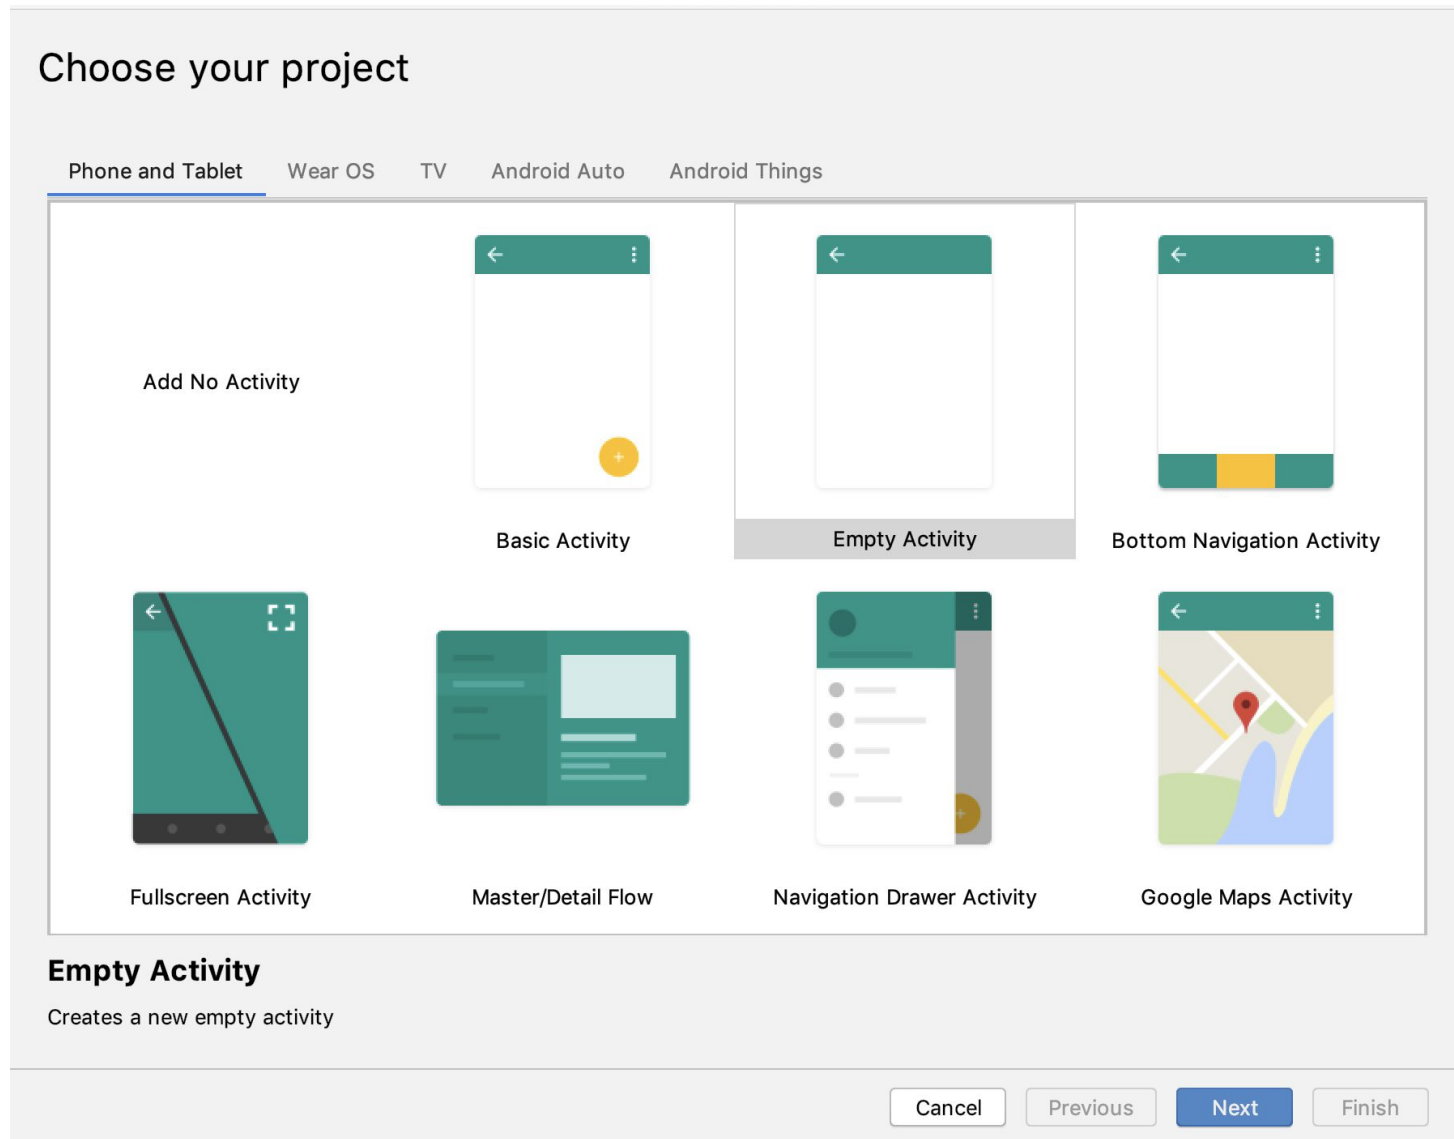 Choose your project
Phone and Tablet Wear OS TV Android Auto Android Things
Add No Activity
Basic Activity
Empty Activity
Bottom Navigation Activity
Fullscreen Activity
Master/Detail Flow
Navigation Drawer Activity
Google Maps Activity
Empty Activity
Creates a new empty activity
Cancel Previous Next Finish